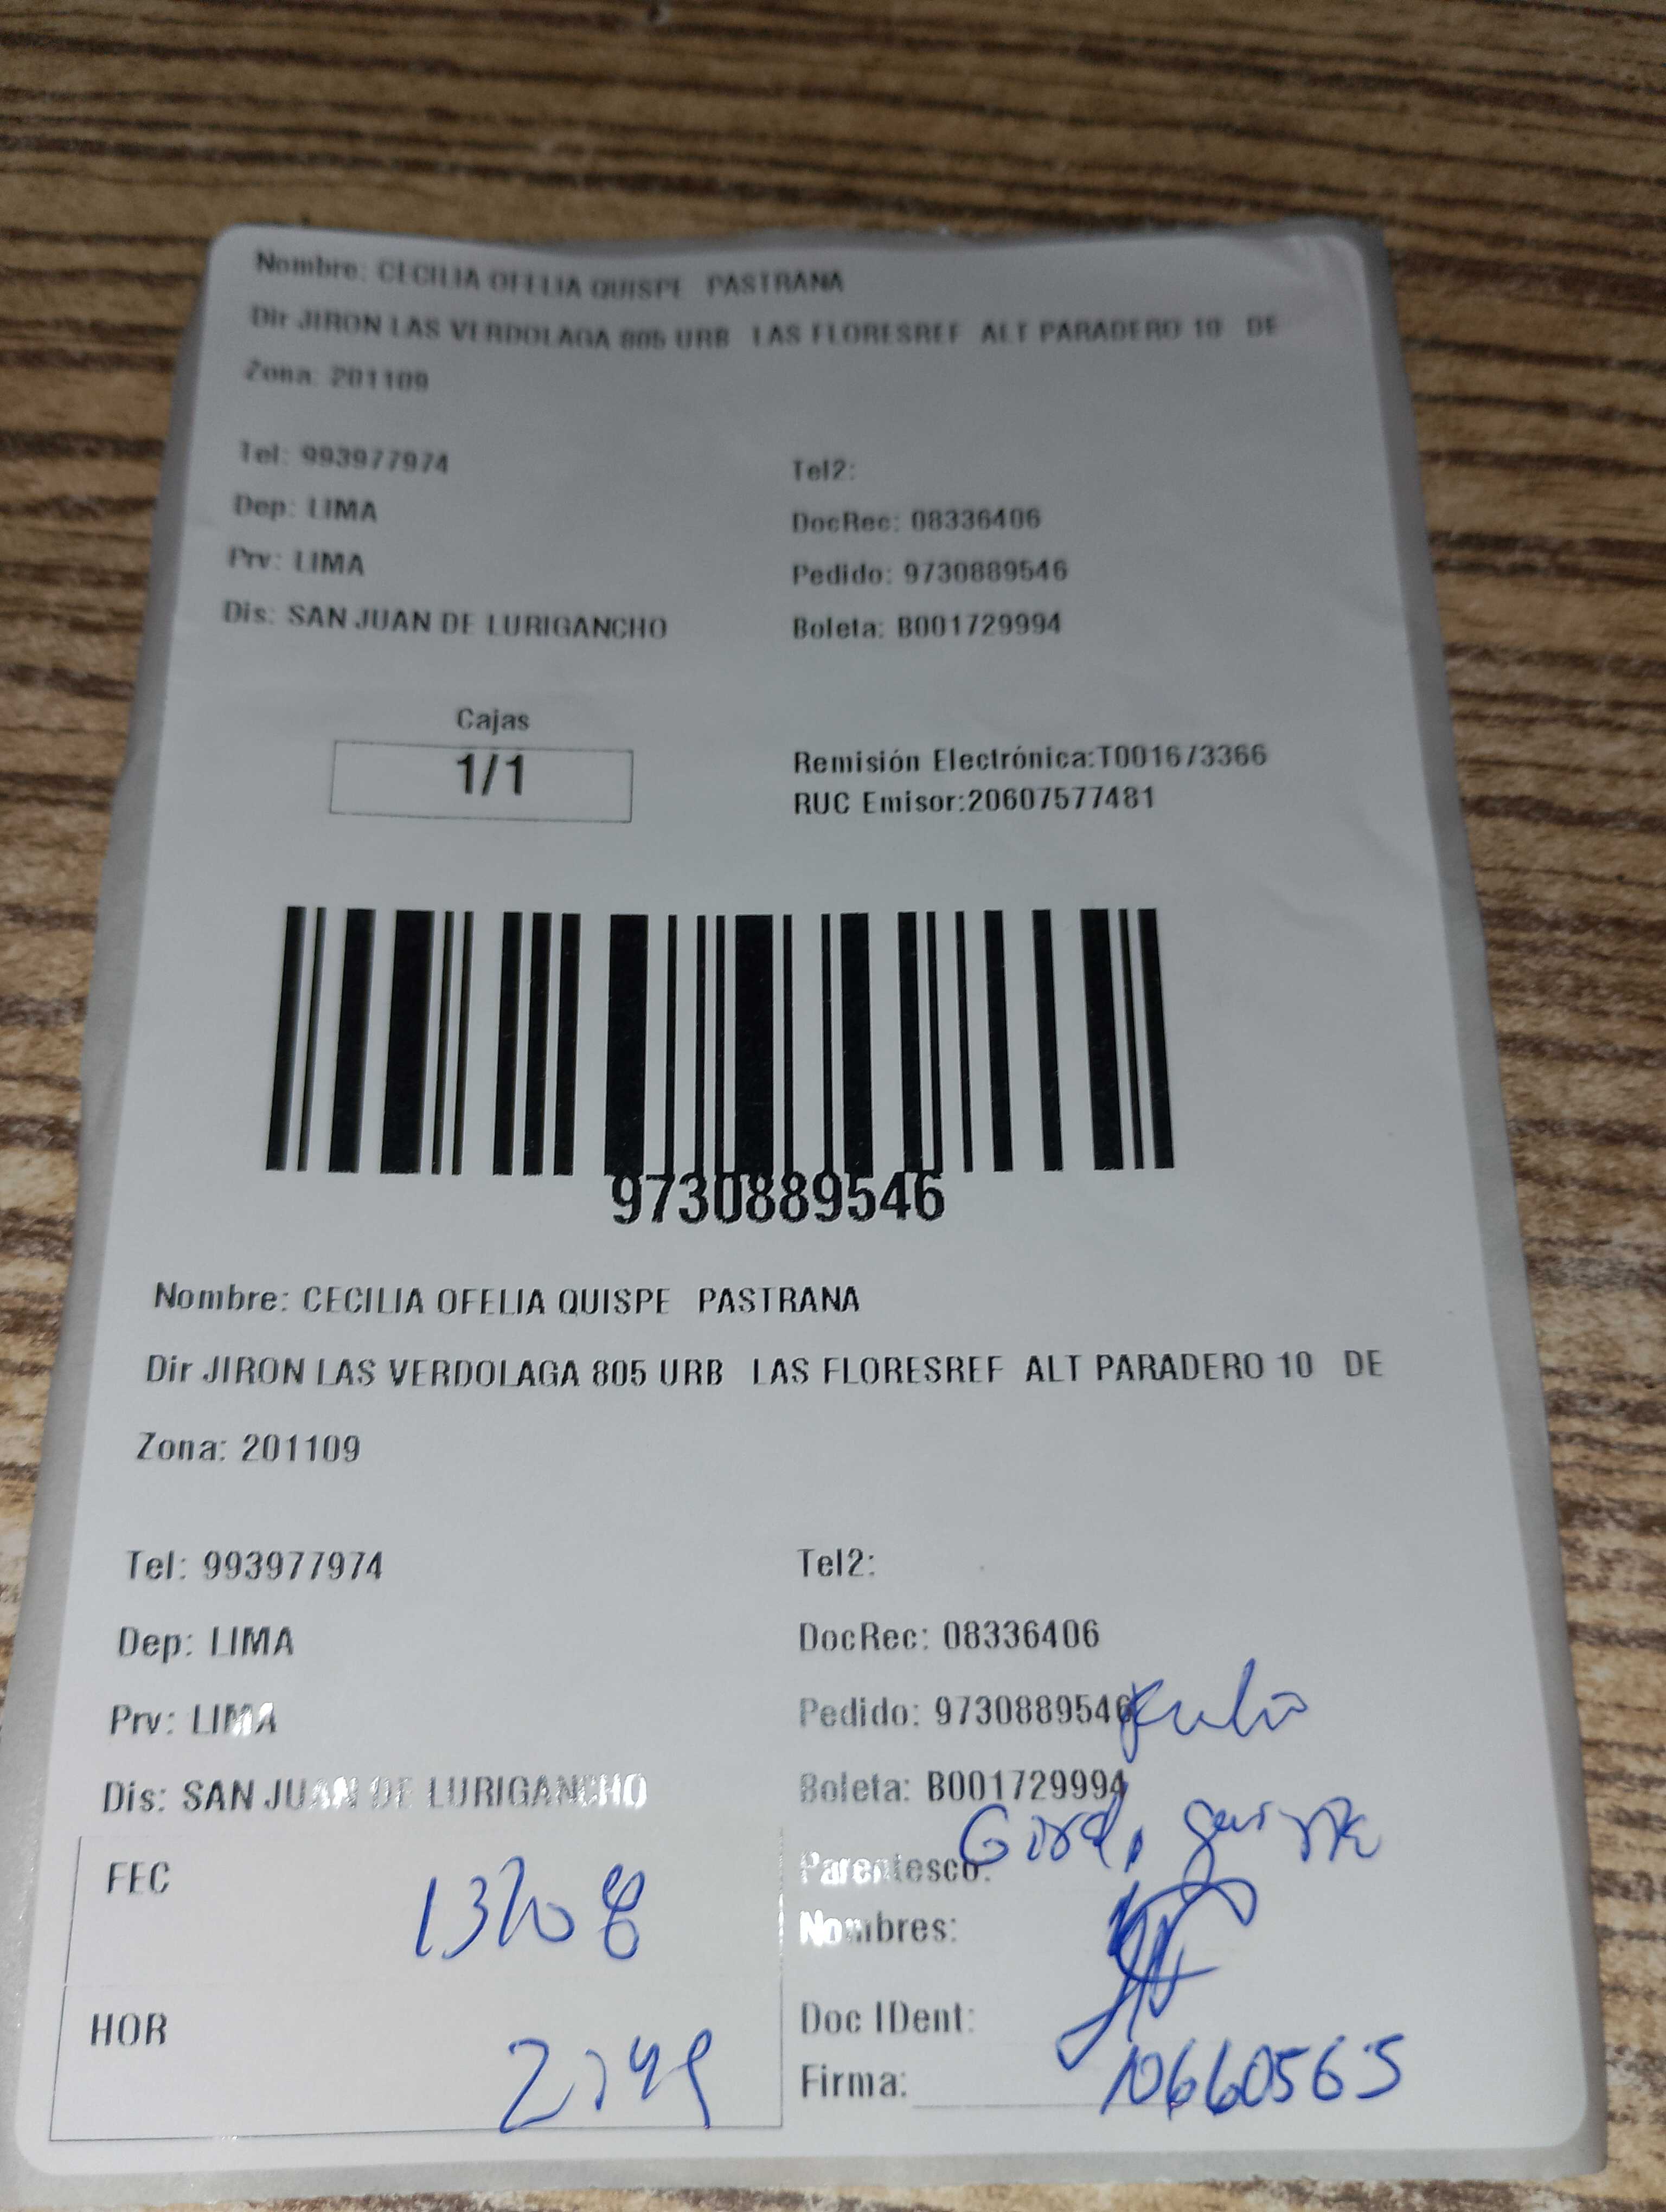 Nombre: CECILIA OFELIA QUISPE PASTRANA
Dir JIRON LAS VERDOLAGA 805 URB LAS FLORESREF ALT PARADERO 10 DE
Zona: 201109
Tel: 993977974 Tel2:
Dep: LIMA DocRec: 08336406
Prv: LIMA Pedido: 9730889546
Dis: SAN JUAN DE LURIGANCHO Boleta: B001729994
Cajas
1/1
Remisión Electrónica:T001673366
RUC Emisor:20607577481
9730889546
Nombre: CECILIA OFELIA QUISPE PASTRANA
Dir JIRON LAS VERDOLAGA 805 URB LAS FLORESREF ALT PARADERO 10 DE
Zona: 201109
Tel: 993977974 Tel2:
Dep: LIMA DocRec: 08336406
Prv: LIMA Pedido: 9730889546
Dis: SAN JUAN DE LURIGANCHO Boleta: B001729994
FEC
Parentesco:
Nombres:
HOR
Doc IDent:
Firma: 10660565